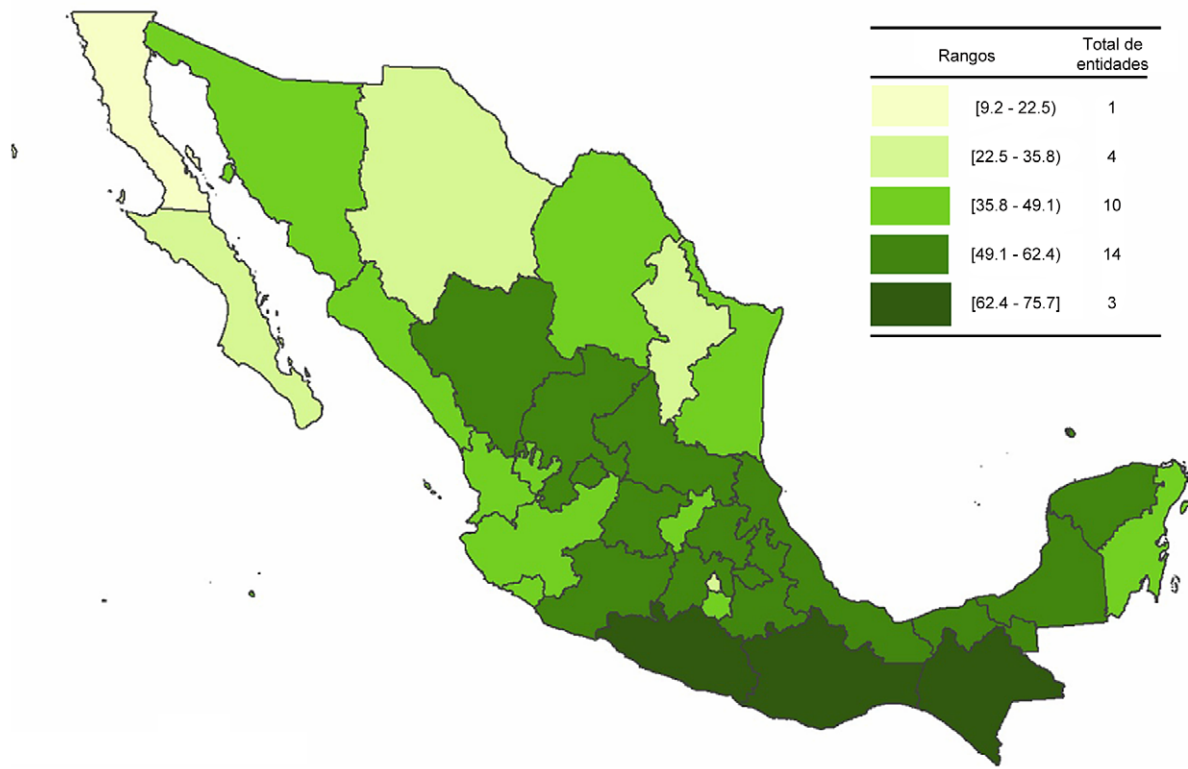 Rangos Total de
entidades
[9.2 - 22.5) 1
[22.5 - 35.8) 4
[35.8 - 49.1) 10
[49.1 - 62.4) 14
[62.4 - 75.7] 3